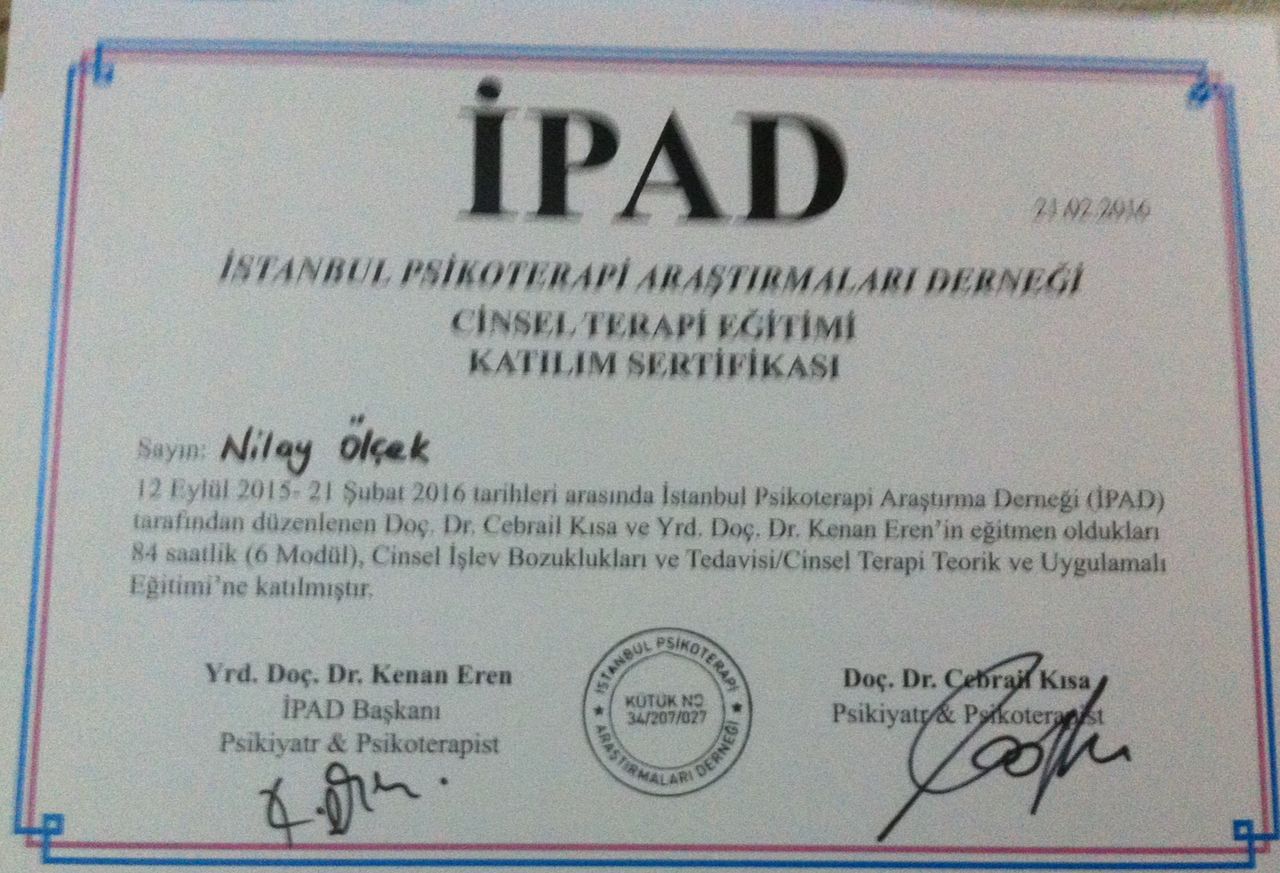 İPAD
21.02.2016
İSTANBUL PSİKOTERAPİ ARAŞTIRMALARI DERNEĞİ
CİNSEL TERAPİ EĞİTİMİ
KATILIM SERTİFİKASI
Sayın: Nilay Ölçek
12 Eylül 2015- 21 Şubat 2016 tarihleri arasında İstanbul Psikoterapi Araştırma Derneği (İPAD)
tarafından düzenlenen Doç. Dr. Cebrail Kısa ve Yrd. Doç. Dr. Kenan Eren'in eğitmen oldukları
84 saatlik (6 Modül), Cinsel İşlev Bozuklukları ve Tedavisi/Cinsel Terapi Teorik ve Uygulamalı
Eğitimi'ne katılmıştır.
Yrd. Doç. Dr. Kenan Eren
İPAD Başkanı
Psikiyatr & Psikoterapist
K. Eren.
İSTANBUL PSİKOTERAPİ
KÜTÜK NO
34/207/027
ARAŞTIRMALARI DERNEĞİ
Doç. Dr. Cebrail Kısa
Psikiyatr & Psikoterapist